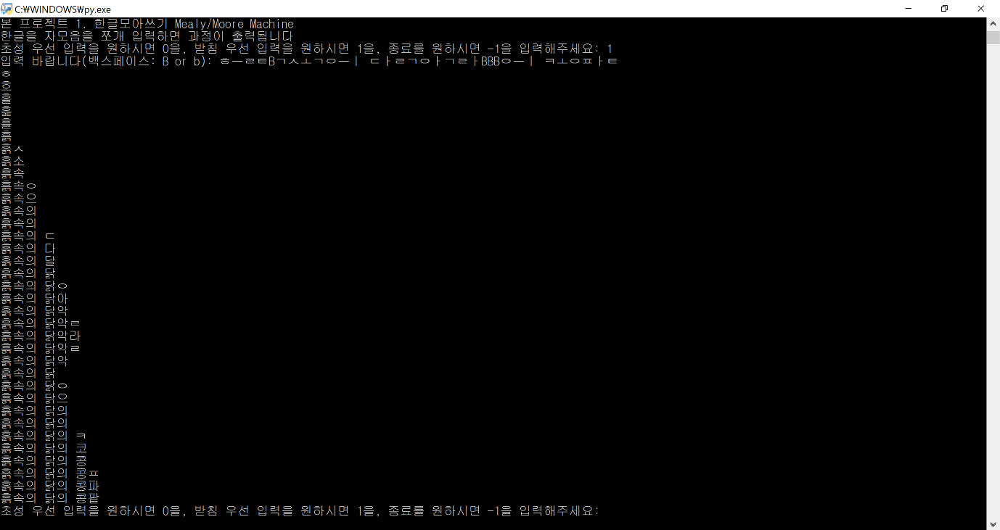 C:₩WINDOWS₩py.exe
본 프로젝트 1. 한글모아쓰기 Mealy/Moore Machine
한글을 자모음을 쪼개 입력하면 과정이 출력됩니다
초성 우선 입력을 원하시면 0을, 받침 우선 입력을 원하시면 1을, 종료를 원하시면 -1을 입력해주세요: 1
입력 바랍니다(백스페이스: B or b): ㅎㅡㄹㅌBㄱㅅㅗㄱㅇㅡㅣ ㄷㅏㄹㄱㅇㅏㄱㄹㅏBBBㅇㅡㅣ ㅋㅗㅇㅍㅏㅌ
ㅎ
흐
흘
흝
흘
흙
흙ㅅ
흙소
흙속
흙속ㅇ
흙속으
흙속의
흙속의
흙속의 ㄷ
흙속의 다
흙속의 달
흙속의 닭
흙속의 닭ㅇ
흙속의 닭아
흙속의 닭악
흙속의 닭악ㄹ
흙속의 닭악라
흙속의 닭악ㄹ
흙속의 닭악
흙속의 닭
흙속의 닭ㅇ
흙속의 닭으
흙속의 닭의
흙속의 닭의
흙속의 닭의 ㅋ
흙속의 닭의 코
흙속의 닭의 콩
흙속의 닭의 콩ㅍ
흙속의 닭의 콩파
흙속의 닭의 콩팥
초성 우선 입력을 원하시면 0을, 받침 우선 입력을 원하시면 1을, 종료를 원하시면 -1을 입력해주세요: